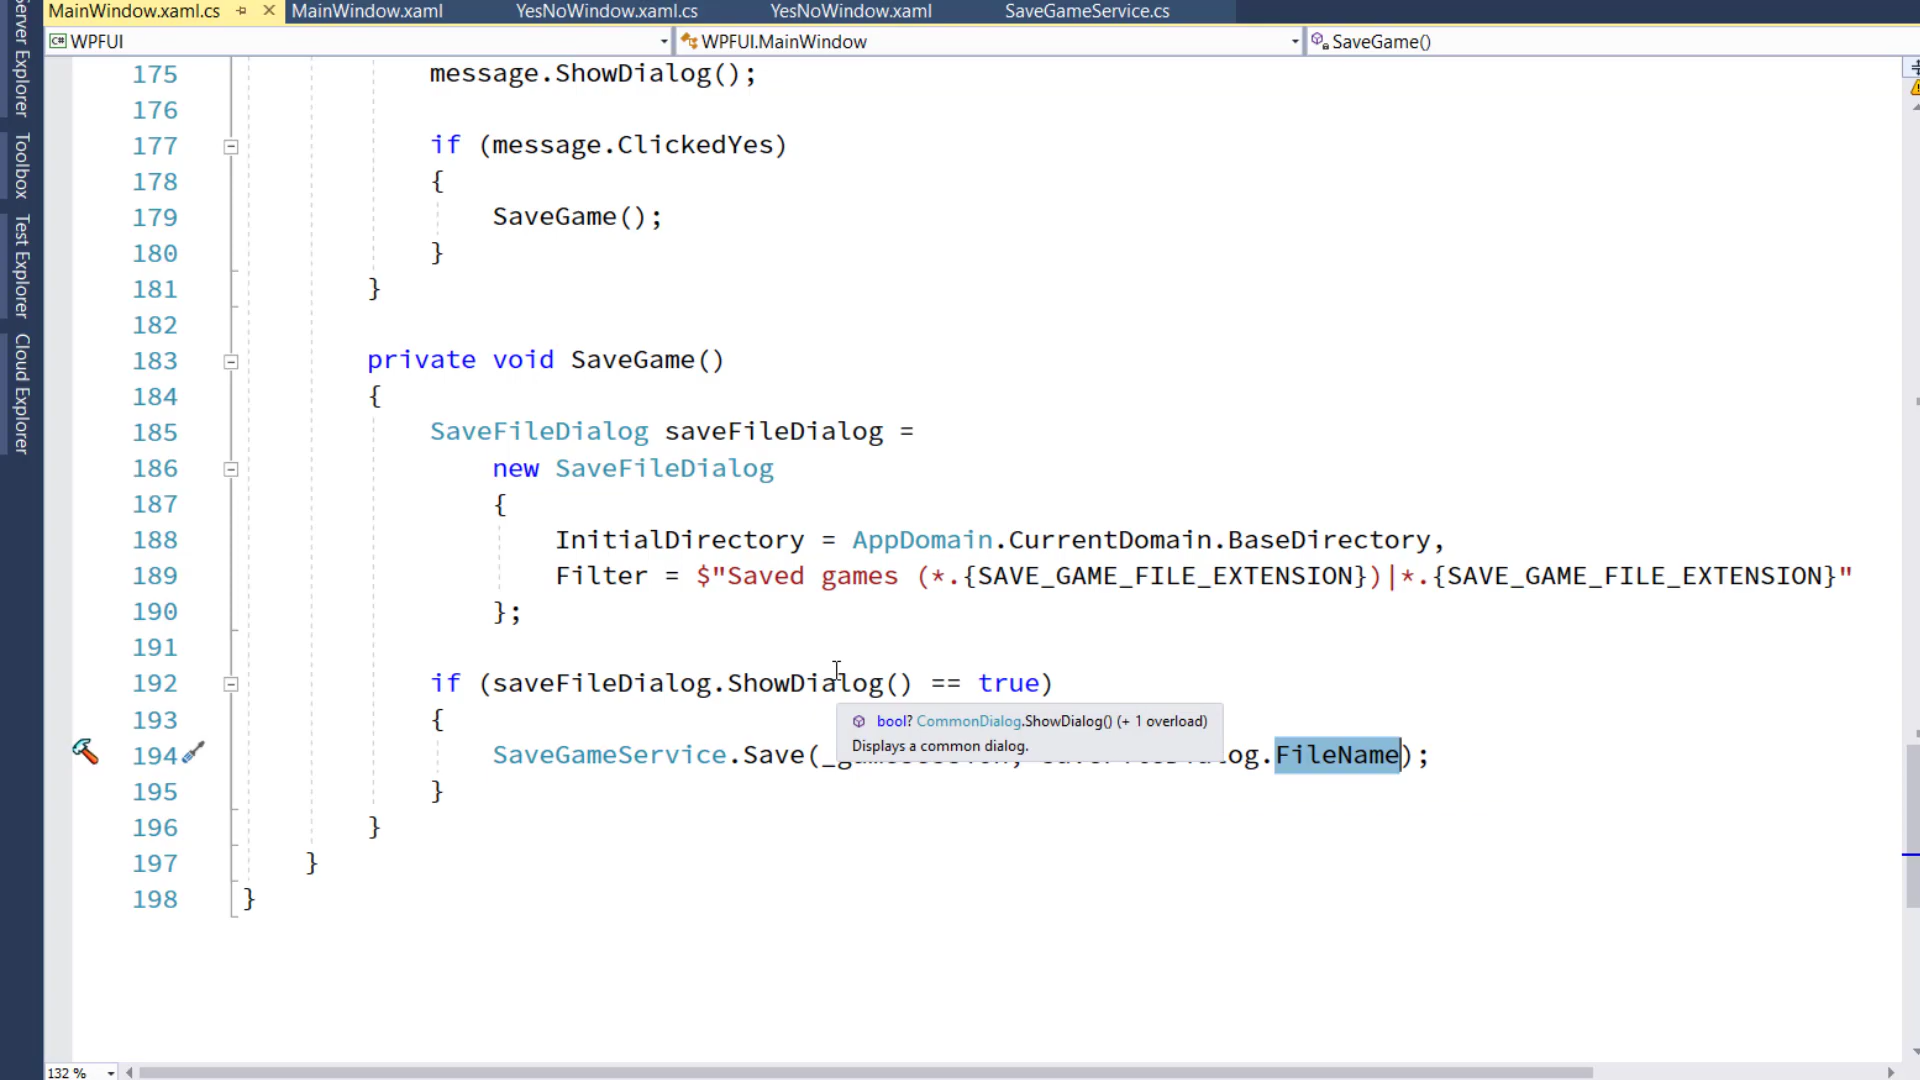 MainWindow.xaml.cs MainWindow.xaml YesNoWindow.xaml.cs YesNoWindow.xaml SaveGameService.cs
C# WPFUI WPFUI.MainWindow SaveGame()
Server Explorer
Toolbox
Test Explorer
Cloud Explorer
175 message.ShowDialog();
176
177 if (message.ClickedYes)
178 {
179 SaveGame();
180 }
181 }
182
183 private void SaveGame()
184 {
185 SaveFileDialog saveFileDialog =
186 new SaveFileDialog
187 {
188 InitialDirectory = AppDomain.CurrentDomain.BaseDirectory,
189 Filter = $"Saved games (*.{SAVE_GAME_FILE_EXTENSION})|*.{SAVE_GAME_FILE_EXTENSION}"
190 };
191
192 if (saveFileDialog.ShowDialog() == true)
193 {
bool? CommonDialog.ShowDialog() (+ 1 overload)
Displays a common dialog.
194 SaveGameService.Save( .FileName);
195 }
196 }
197 }
198 }
132 %